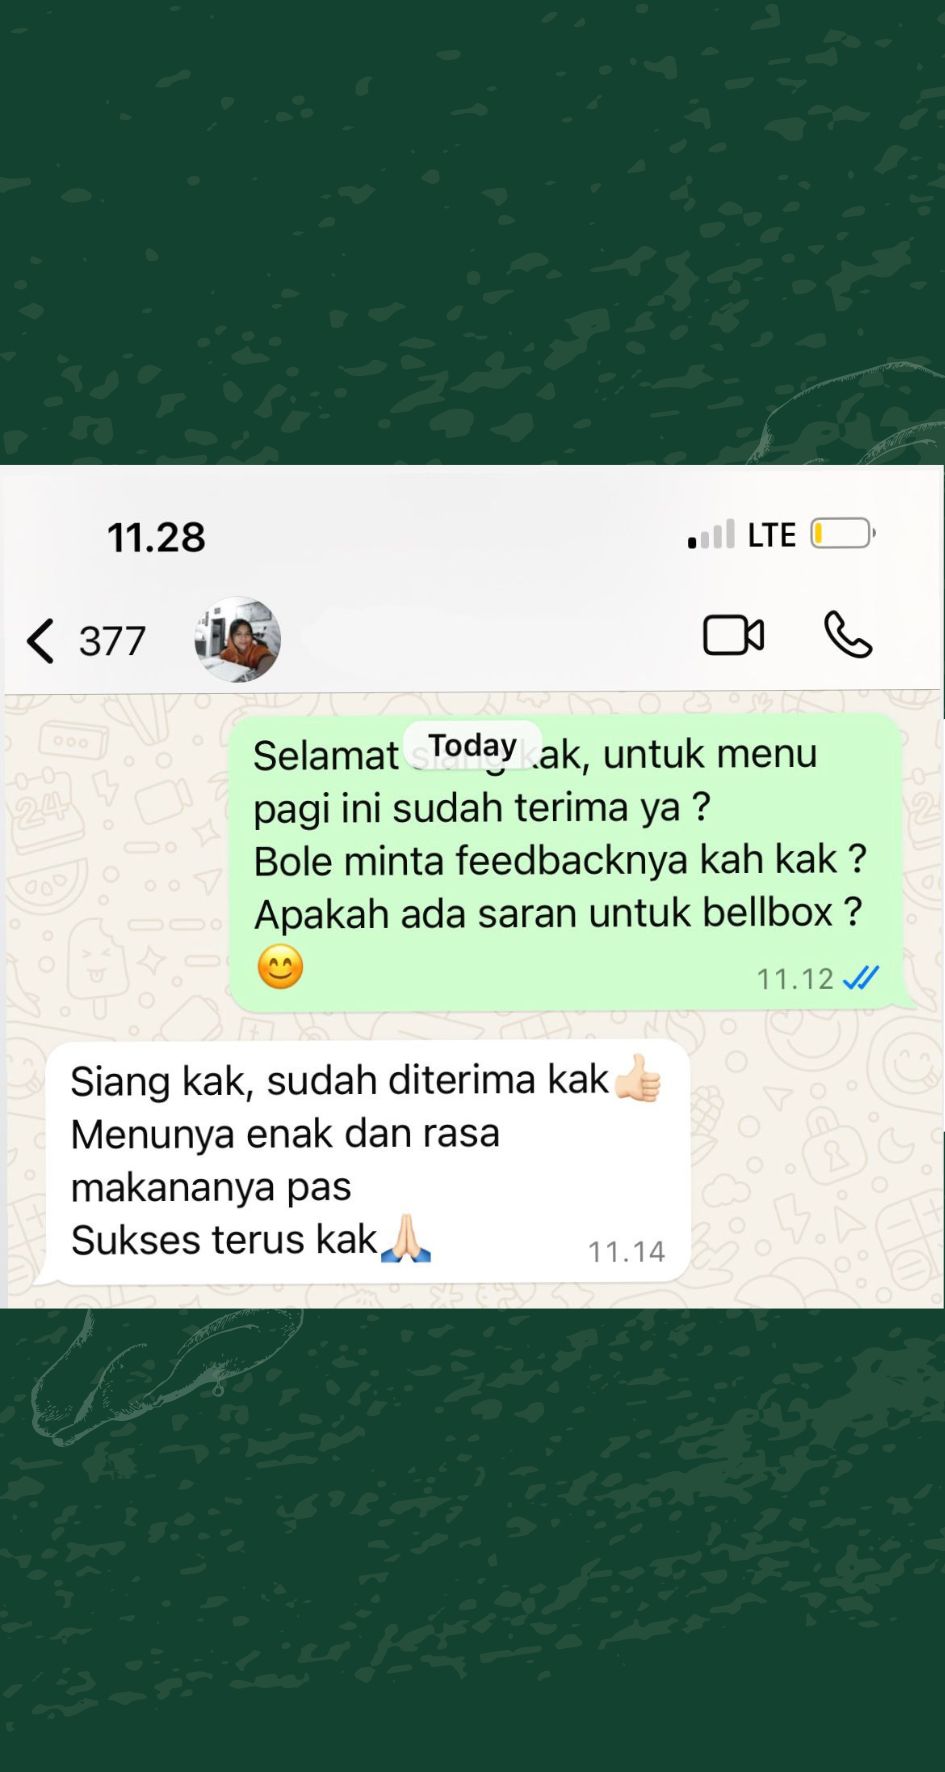 11.28
LTE
377
Today
Selamat siang kak, untuk menu
pagi ini sudah terima ya ?
Bole minta feedbacknya kah kak ?
Apakah ada saran untuk bellbox ?
😊
11.12
Siang kak, sudah diterima kak👍🏻
Menunya enak dan rasa
makananya pas
Sukses terus kak🙏🏻
11.14